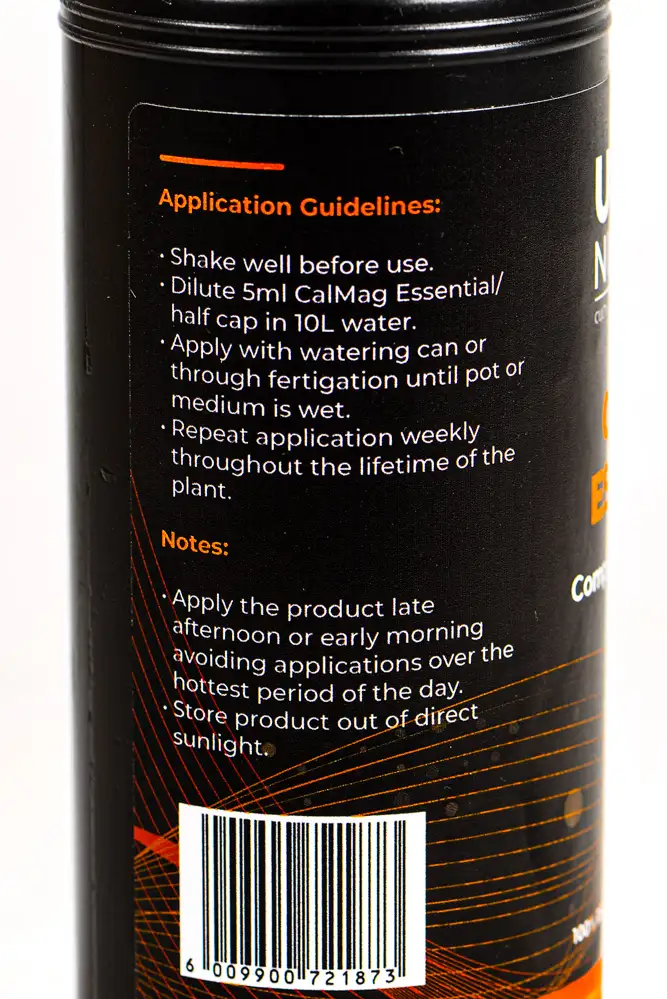 Application Guidelines:
· Shake well before use.
· Dilute 5ml CalMag Essential/
half cap in 10L water.
· Apply with watering can or
through fertigation until pot or
medium is wet.
· Repeat application weekly
throughout the lifetime of the
plant.
Notes:
· Apply the product late
afternoon or early morning
avoiding applications over the
hottest period of the day.
· Store product out of direct
sunlight.
6 009900 721873